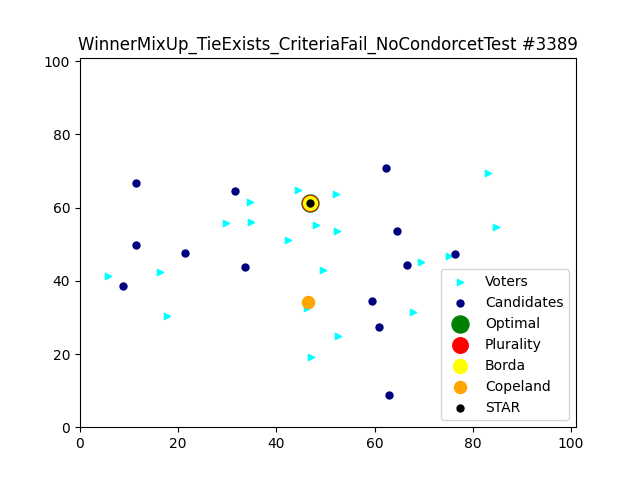 WinnerMixUp_TieExists_CriteriaFail_NoCondorcetTest #3389
100
80
60
40
20
0
0 20 40 60 80 100
Voters
Candidates
Optimal
Plurality
Borda
Copeland
STAR